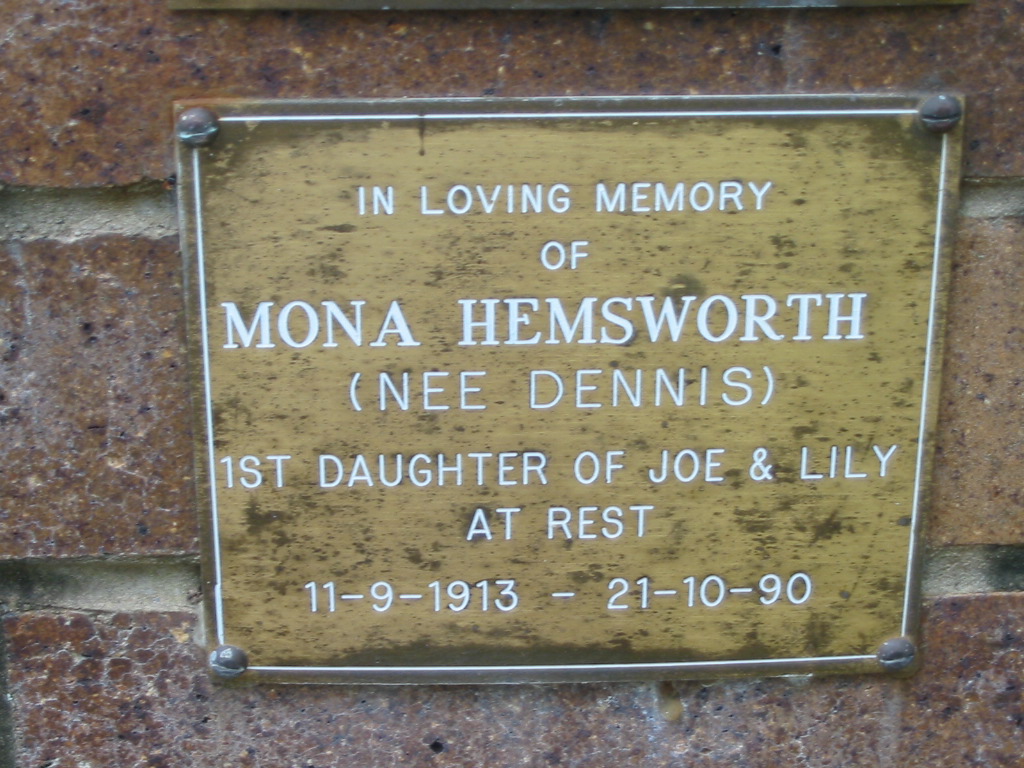 IN LOVING MEMORY
OF
MONA HEMSWORTH
(NEE DENNIS)
1ST DAUGHTER OF JOE & LILY
AT REST
11-9-1913 - 21-10-90